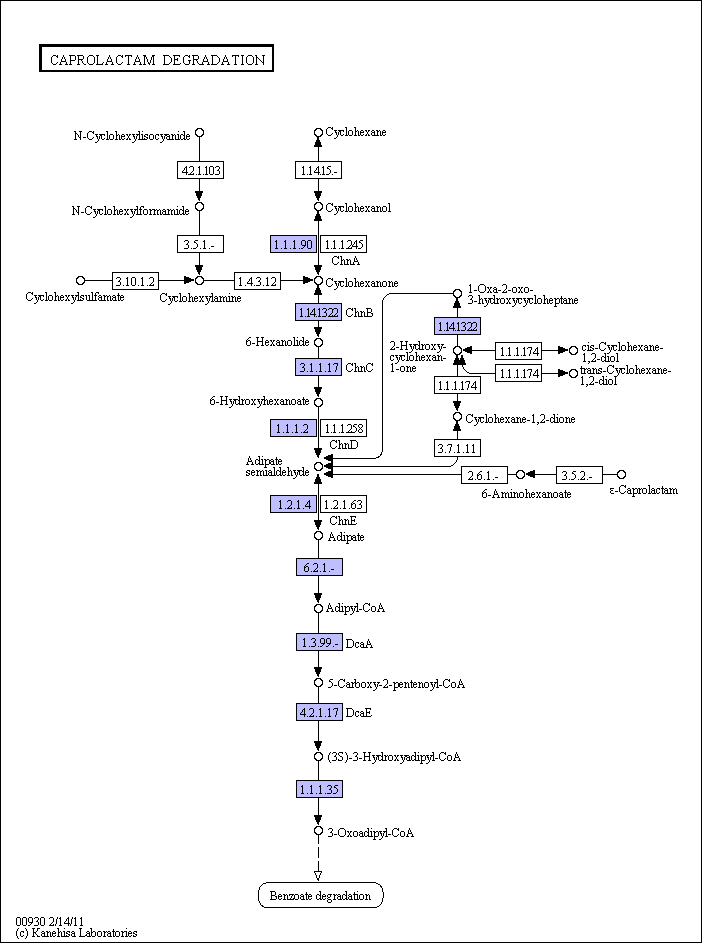 CAPROLACTAM DEGRADATION
N-Cyclohexylisocyanide
Cyclohexane
4.2.1.103
1.14.15.-
N-Cyclohexylformamide
Cyclohexanol
3.5.1.-
1.1.1.90
1.1.1.245
ChnA
3.10.1.2
1.4.3.12
Cyclohexanone
Cyclohexylsulfamate
Cyclohexylamine
1-Oxa-2-oxo-
3-hydroxycycloheptane
1.14.13.22
ChnB
1.14.13.22
6-Hexanolide
2-Hydroxy-
cyclohexan-
1-one
1.1.1.174
cis-Cyclohexane-
1,2-diol
3.1.1.17
ChnC
1.1.1.174
trans-Cyclohexane-
1,2-diol
1.1.1.174
6-Hydroxyhexanoate
Cyclohexane-1,2-dione
1.1.1.2
1.1.1.258
ChnD
3.7.1.11
Adipate
semialdehyde
2.6.1.-
3.5.2.-
6-Aminohexanoate
ε-Caprolactam
1.2.1.4
1.2.1.63
ChnE
Adipate
6.2.1.-
Adipyl-CoA
1.3.99.-
DcaA
5-Carboxy-2-pentenoyl-CoA
4.2.1.17
DcaE
(3S)-3-Hydroxyadipyl-CoA
1.1.1.35
3-Oxoadipyl-CoA
Benzoate degradation
00930 2/14/11
(c) Kanehisa Laboratories